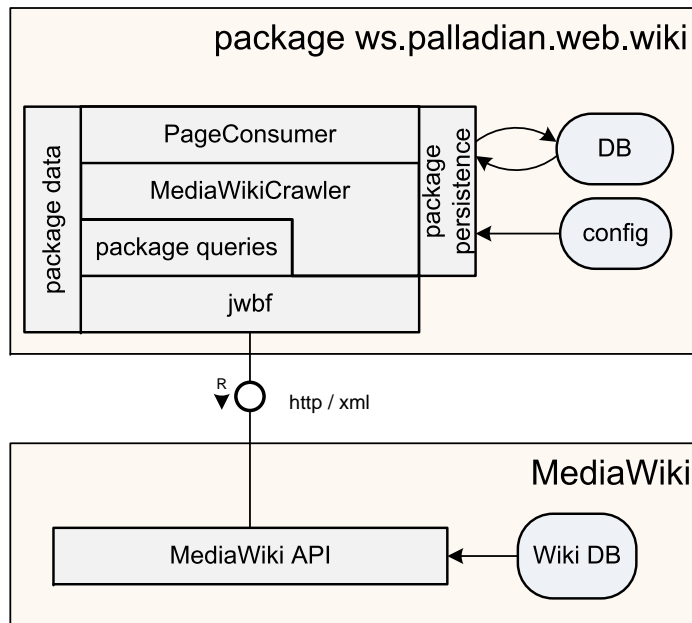 package ws.palladian.web.wiki
package data
PageConsumer
MediaWikiCrawler
package queries
jwbf
package
persistence
DB
config
R
http / xml
MediaWiki
MediaWiki API
Wiki DB